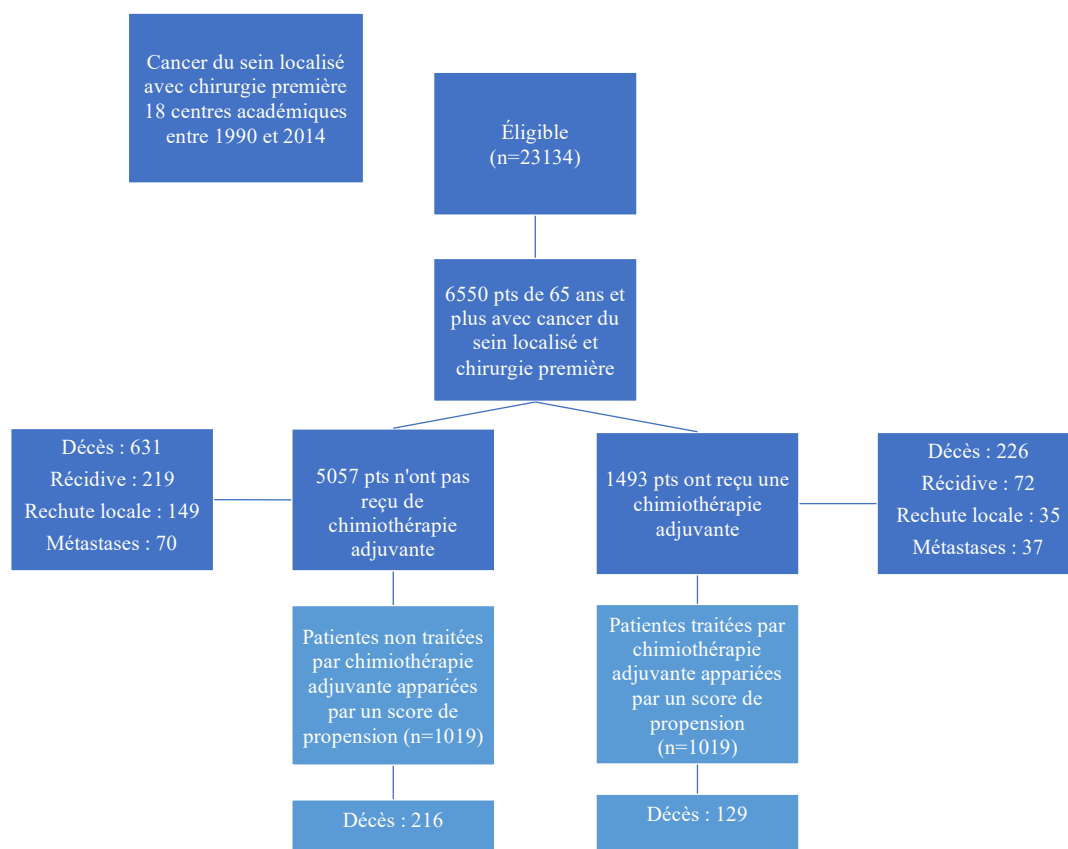 Cancer du sein localisé
avec chirurgie première
18 centres académiques
entre 1990 et 2014
Éligible
(n=23134)
6550 pts de 65 ans et
plus avec cancer du
sein localisé et
chirurgie première
Décès : 631
Récidive : 219
Rechute locale : 149
Métastases : 70
5057 pts n'ont pas
reçu de
chimiothérapie
adjuvante
1493 pts ont reçu une
chimiothérapie
adjuvante
Décès : 226
Récidive : 72
Rechute locale : 35
Métastases : 37
Patientes non traitées
par chimiothérapie
adjuvante appariées
par un score de
propension (n=1019)
Patientes traitées par
chimiothérapie
adjuvante appariées
par un score de
propension
(n=1019)
Décès : 216
Décès : 129